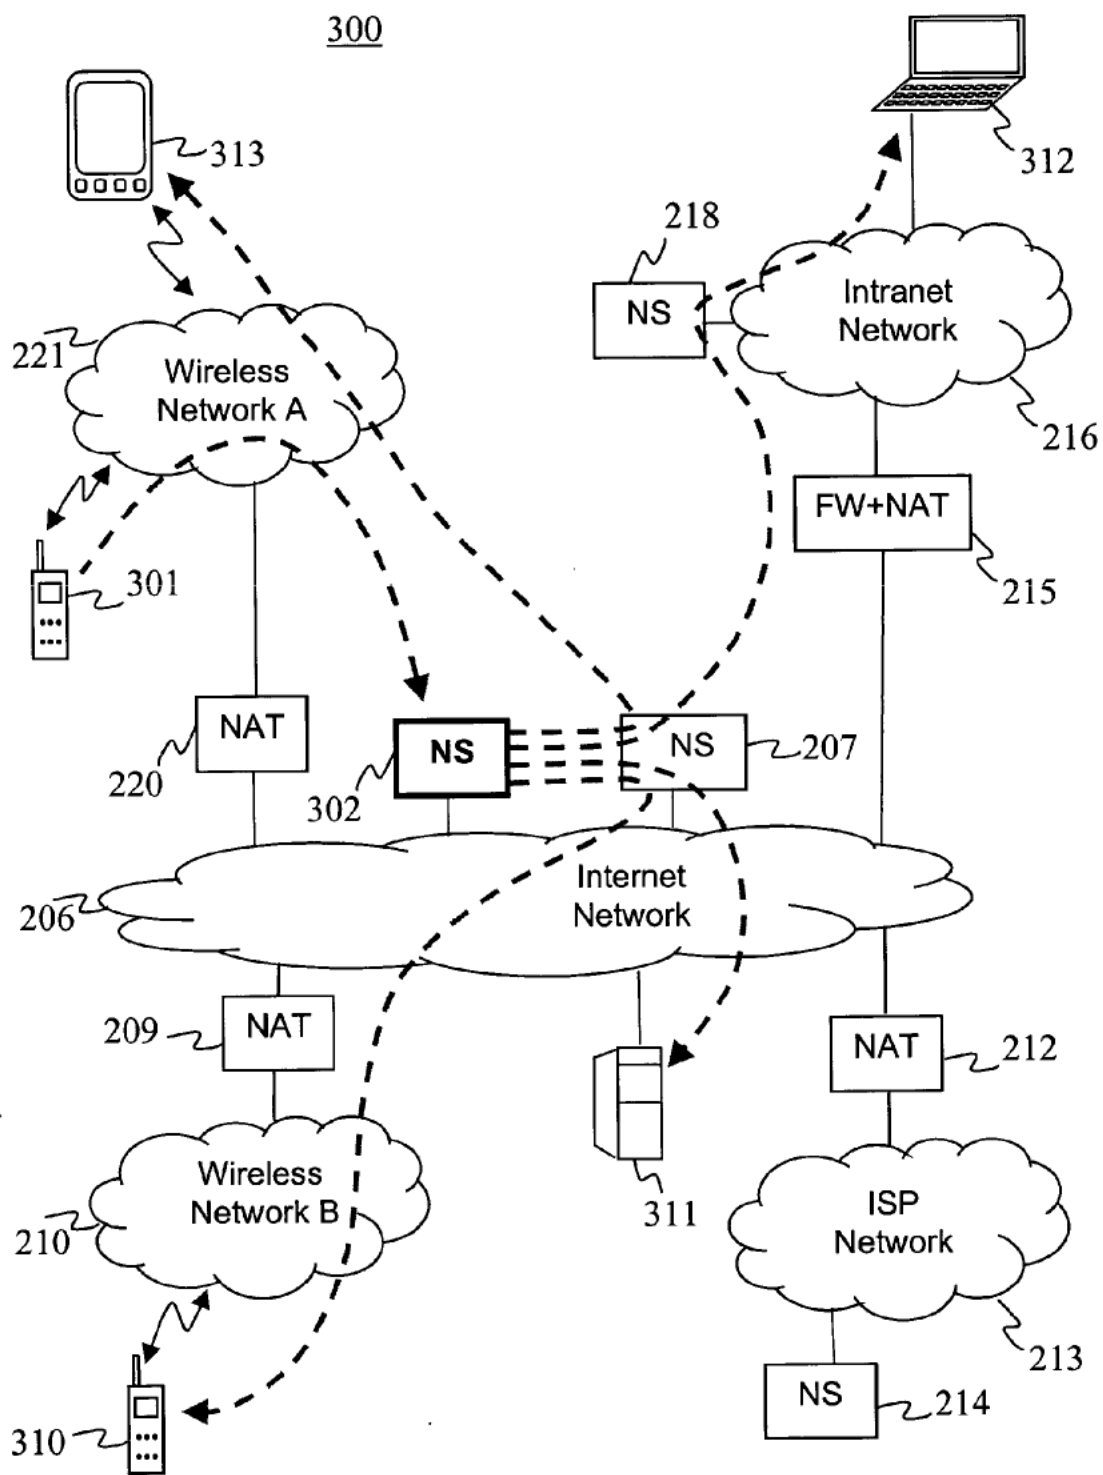 300
313
312
218
NS
Intranet
Network
221
Wireless
Network A
216
FW+NAT
301
215
NAT
NS
NS
207
220
302
Internet
Network
206
NAT
209
NAT
212
Wireless
Network B
311
ISP
Network
210
213
NS
214
310